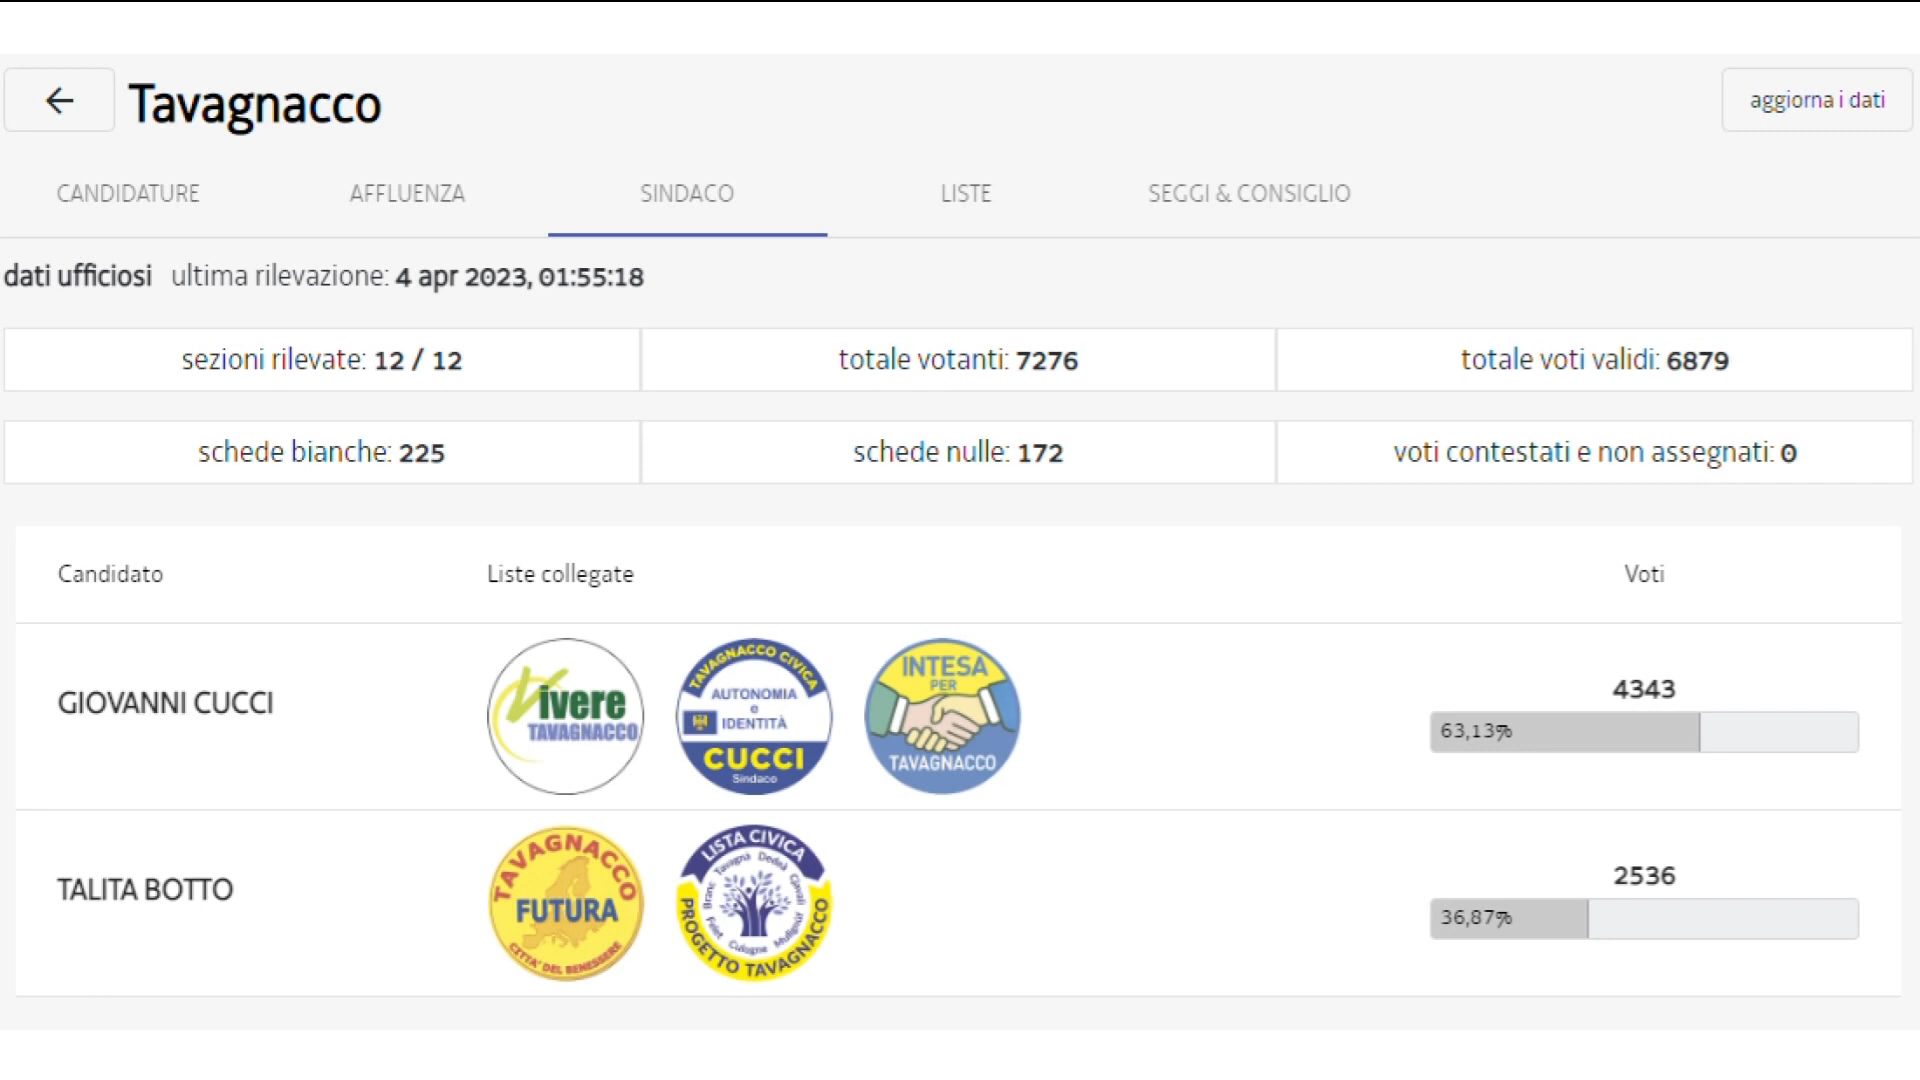 Tavagnacco
aggiorna i dati
CANDIDATURE
AFFLUENZA
SINDACO
LISTE
SEGGI & CONSIGLIO
dati ufficiosi ultima rilevazione: 4 apr 2023, 01:55:18
sezioni rilevate: 12 / 12
totale votanti: 7276
totale voti validi: 6879
schede bianche: 225
schede nulle: 172
voti contestati e non assegnati: 0
Candidato
Liste collegate
Voti
GIOVANNI CUCCI
Vivere
TAVAGNACCO
TAVAGNACCO CIVICA
AUTONOMIA
e
IDENTITÀ
CUCCI
Sindaco
INTESA
PER
TAVAGNACCO
4343
63,13%
TALITA BOTTO
TAVAGNACCO
FUTURA
CITTA' DEL BENESSERE
LISTA CIVICA
PROGETTO TAVAGNACCO
2536
36,87%